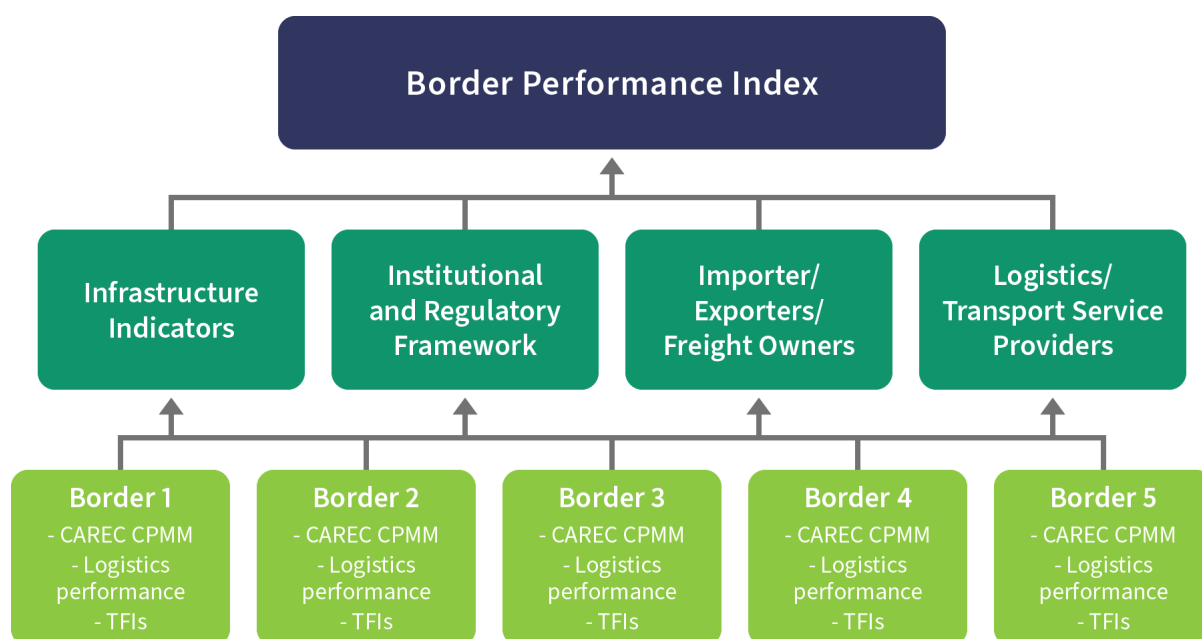 Border Performance Index
Infrastructure
Indicators
Institutional
and Regulatory
Framework
Importer/
Exporters/
Freight Owners
Logistics/
Transport Service
Providers
Border 1
- CAREC CPMM
- Logistics
performance
- TFIs
Border 2
- CAREC CPMM
- Logistics
performance
- TFIs
Border 3
- CAREC CPMM
- Logistics
performance
- TFIs
Border 4
- CAREC CPMM
- Logistics
performance
- TFIs
Border 5
- CAREC CPMM
- Logistics
performance
- TFIs